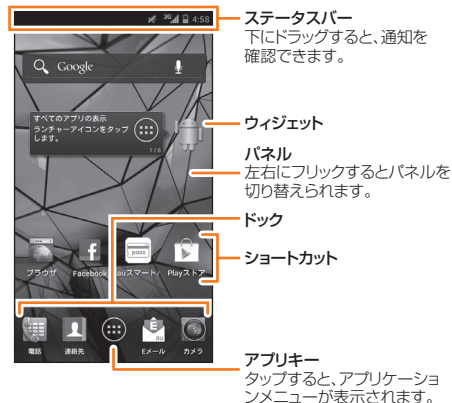 3G 4:58
Google
すべてのアプリの表示
ランチャーアイコンをタップ
します。
1/6
ブラウザ Facebook auスマート/ Playストア
pass
電話 連絡先 Eメール カメラ
au
ステータスバー
下にドラッグすると、通知を
確認できます。
ウィジェット
パネル
左右にフリックするとパネルを
切り替えられます。
ドック
ショートカット
アプリキー
タップすると、アプリケーショ
ンメニューが表示されます。